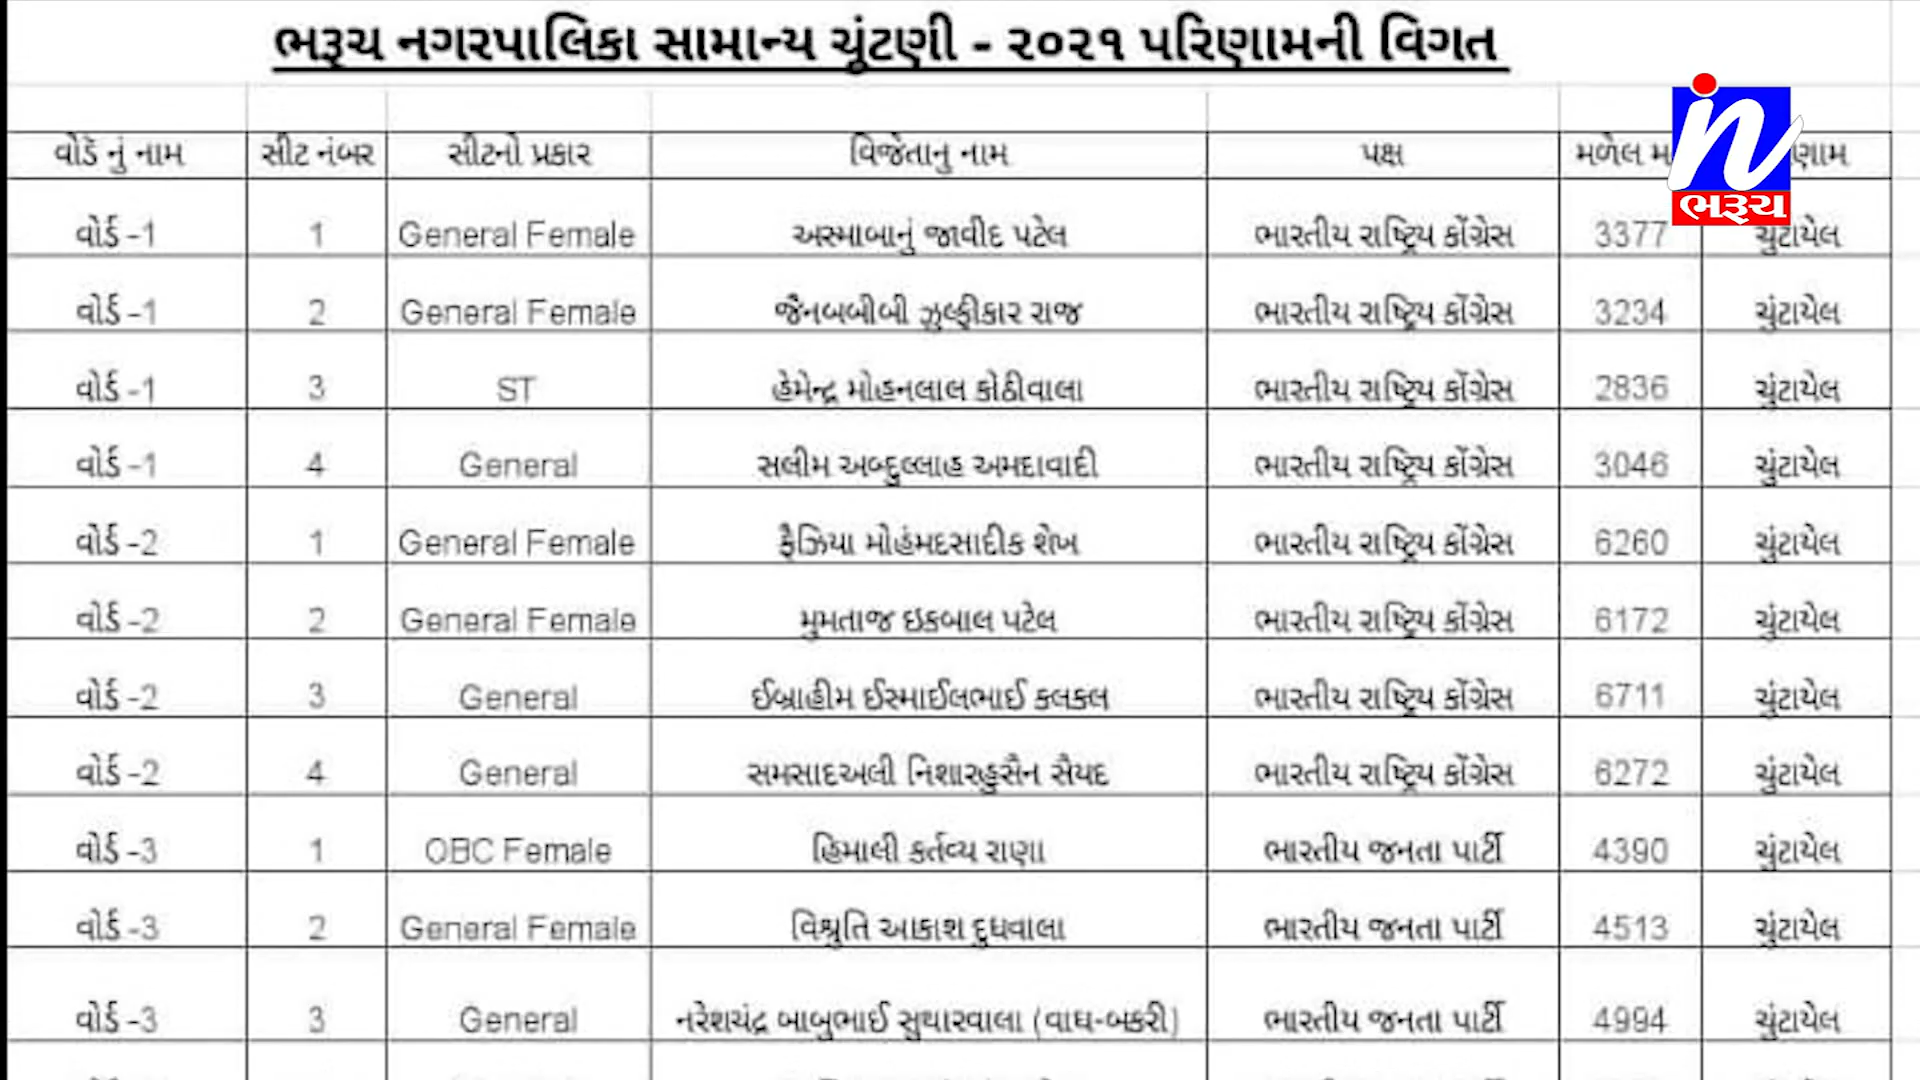 ભરૂચ નગરપાલિકા સામાન્ય ચૂંટણી - ૨૦૨૧ પરિણામની વિગત
વોર્ડ નું નામ સીટ નંબર સીટનો પ્રકાર વિજેતાનુ નામ પક્ષ મળેલ
n
ભરૂચ
વોર્ડ -1 1 General Female અસ્માબાનું જાવીદ પટેલ ભારતીય રાષ્ટ્રિય કોંગ્રેસ 3377 ચુંટાયેલ
વોર્ડ -1 2 General Female જૈનબબીબી ઝુલ્ફીકાર રાજ ભારતીય રાષ્ટ્રિય કોંગ્રેસ 3234 ચુંટાયેલ
વોર્ડ -1 3 ST હેમેન્દ્ર મોહનલાલ કોઠીવાલા ભારતીય રાષ્ટ્રિય કોંગ્રેસ 2836 ચુંટાયેલ
વોર્ડ -1 4 General સલીમ અબ્દુલ્લાહ અમદાવાદી ભારતીય રાષ્ટ્રિય કોંગ્રેસ 3046 ચુંટાયેલ
વોર્ડ -2 1 General Female ફૈઝિયા મોહંમદસાદીક શેખ ભારતીય રાષ્ટ્રિય કોંગ્રેસ 6260 ચુંટાયેલ
વોર્ડ -2 2 General Female મુમતાજ ઇકબાલ પટેલ ભારતીય રાષ્ટ્રિય કોંગ્રેસ 6172 ચુંટાયેલ
વોર્ડ -2 3 General ઈબ્રાહીમ ઈસ્માઈલભાઈ કલકલ ભારતીય રાષ્ટ્રિય કોંગ્રેસ 6711 ચુંટાયેલ
વોર્ડ -2 4 General સમસાદઅલી નિશારહુસૈન સૈયદ ભારતીય રાષ્ટ્રિય કોંગ્રેસ 6272 ચુંટાયેલ
વોર્ડ -3 1 OBC Female હિમાલી કર્તવ્ય રાણા ભારતીય જનતા પાર્ટી 4390 ચુંટાયેલ
વોર્ડ -3 2 General Female વિશ્રુતિ આકાશ દુધવાલા ભારતીય જનતા પાર્ટી 4513 ચુંટાયેલ
વોર્ડ -3 3 General નરેશચંદ્ર બાબુભાઈ સુથારવાલા (વાઘ-બકરી) ભારતીય જનતા પાર્ટી 4994 ચુંટાયેલ